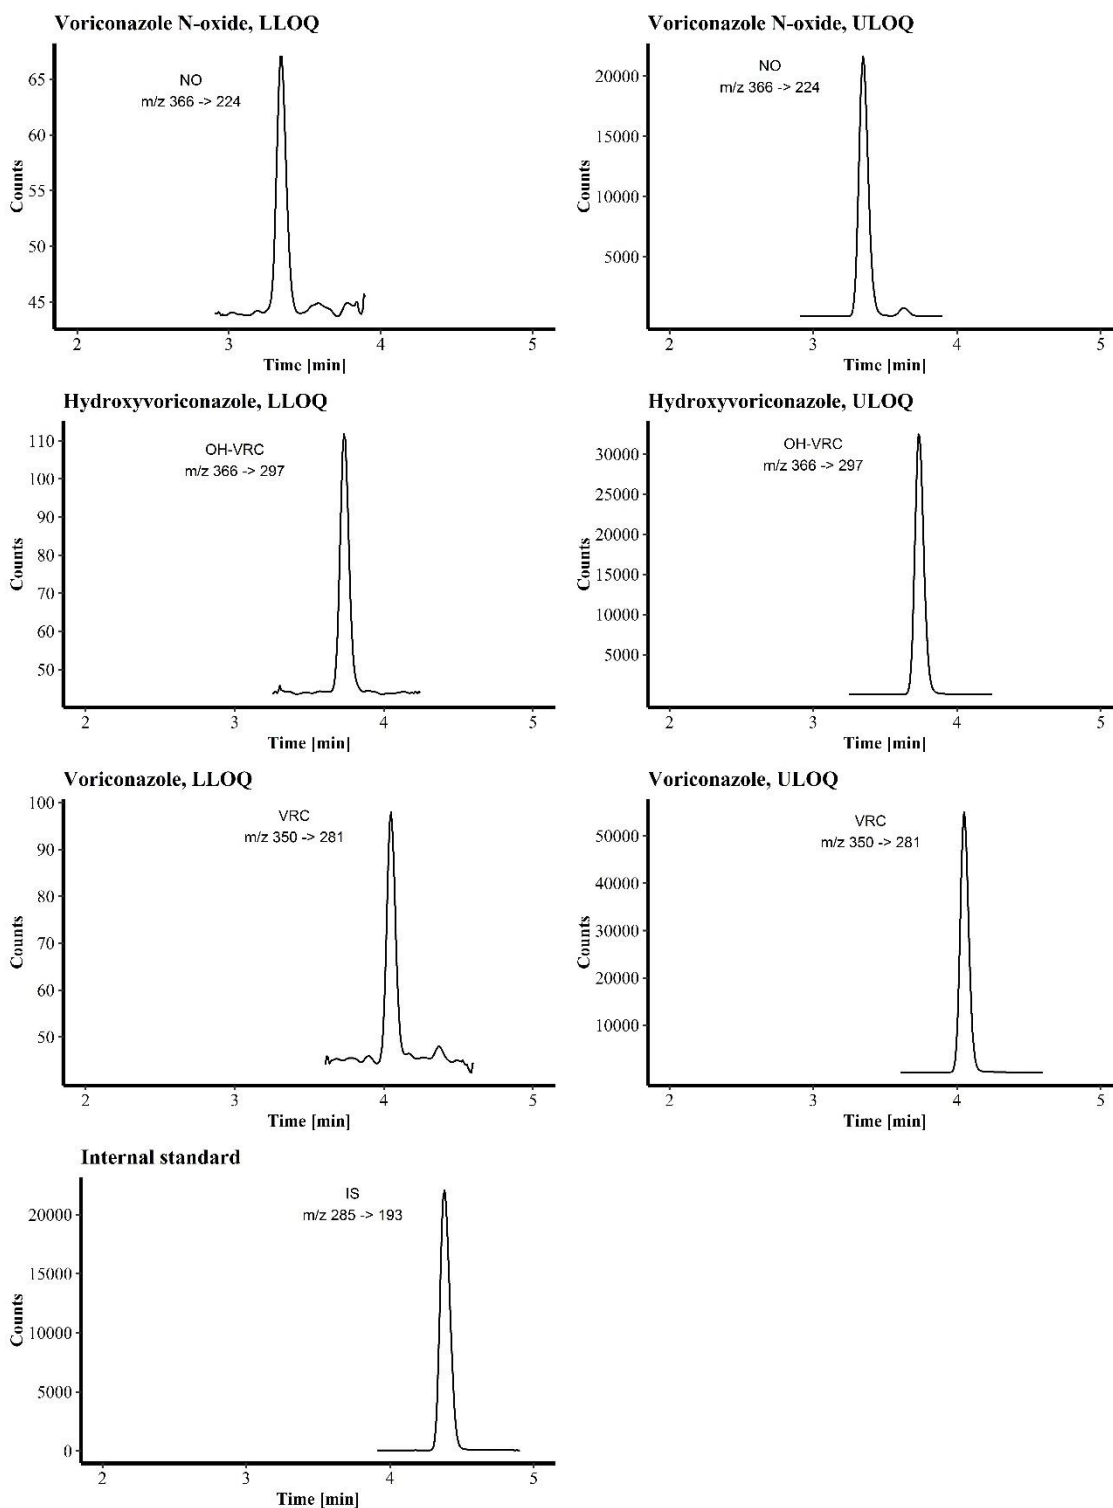 Voriconazole N-oxide, LLOQ
NO
m/z 366 -> 224
65
60
55
50
45
Counts
2 3 4 5
Time [min]
Voriconazole N-oxide, ULOQ
NO
m/z 366 -> 224
20000
15000
10000
5000
Counts
2 3 4 5
Time [min]
Hydroxyvoriconazole, LLOQ
OH-VRC
m/z 366 -> 297
110
100
90
80
70
60
50
Counts
2 3 4 5
Time [min]
Hydroxyvoriconazole, ULOQ
OH-VRC
m/z 366 -> 297
30000
25000
20000
15000
10000
5000
Counts
2 3 4 5
Time [min]
Voriconazole, LLOQ
VRC
m/z 350 -> 281
100
90
80
70
60
50
Counts
2 3 4 5
Time [min]
Voriconazole, ULOQ
VRC
m/z 350 -> 281
50000
40000
30000
20000
10000
Counts
2 3 4 5
Time [min]
Internal standard
IS
m/z 285 -> 193
20000
15000
10000
5000
0
Counts
2 3 4 5
Time [min]